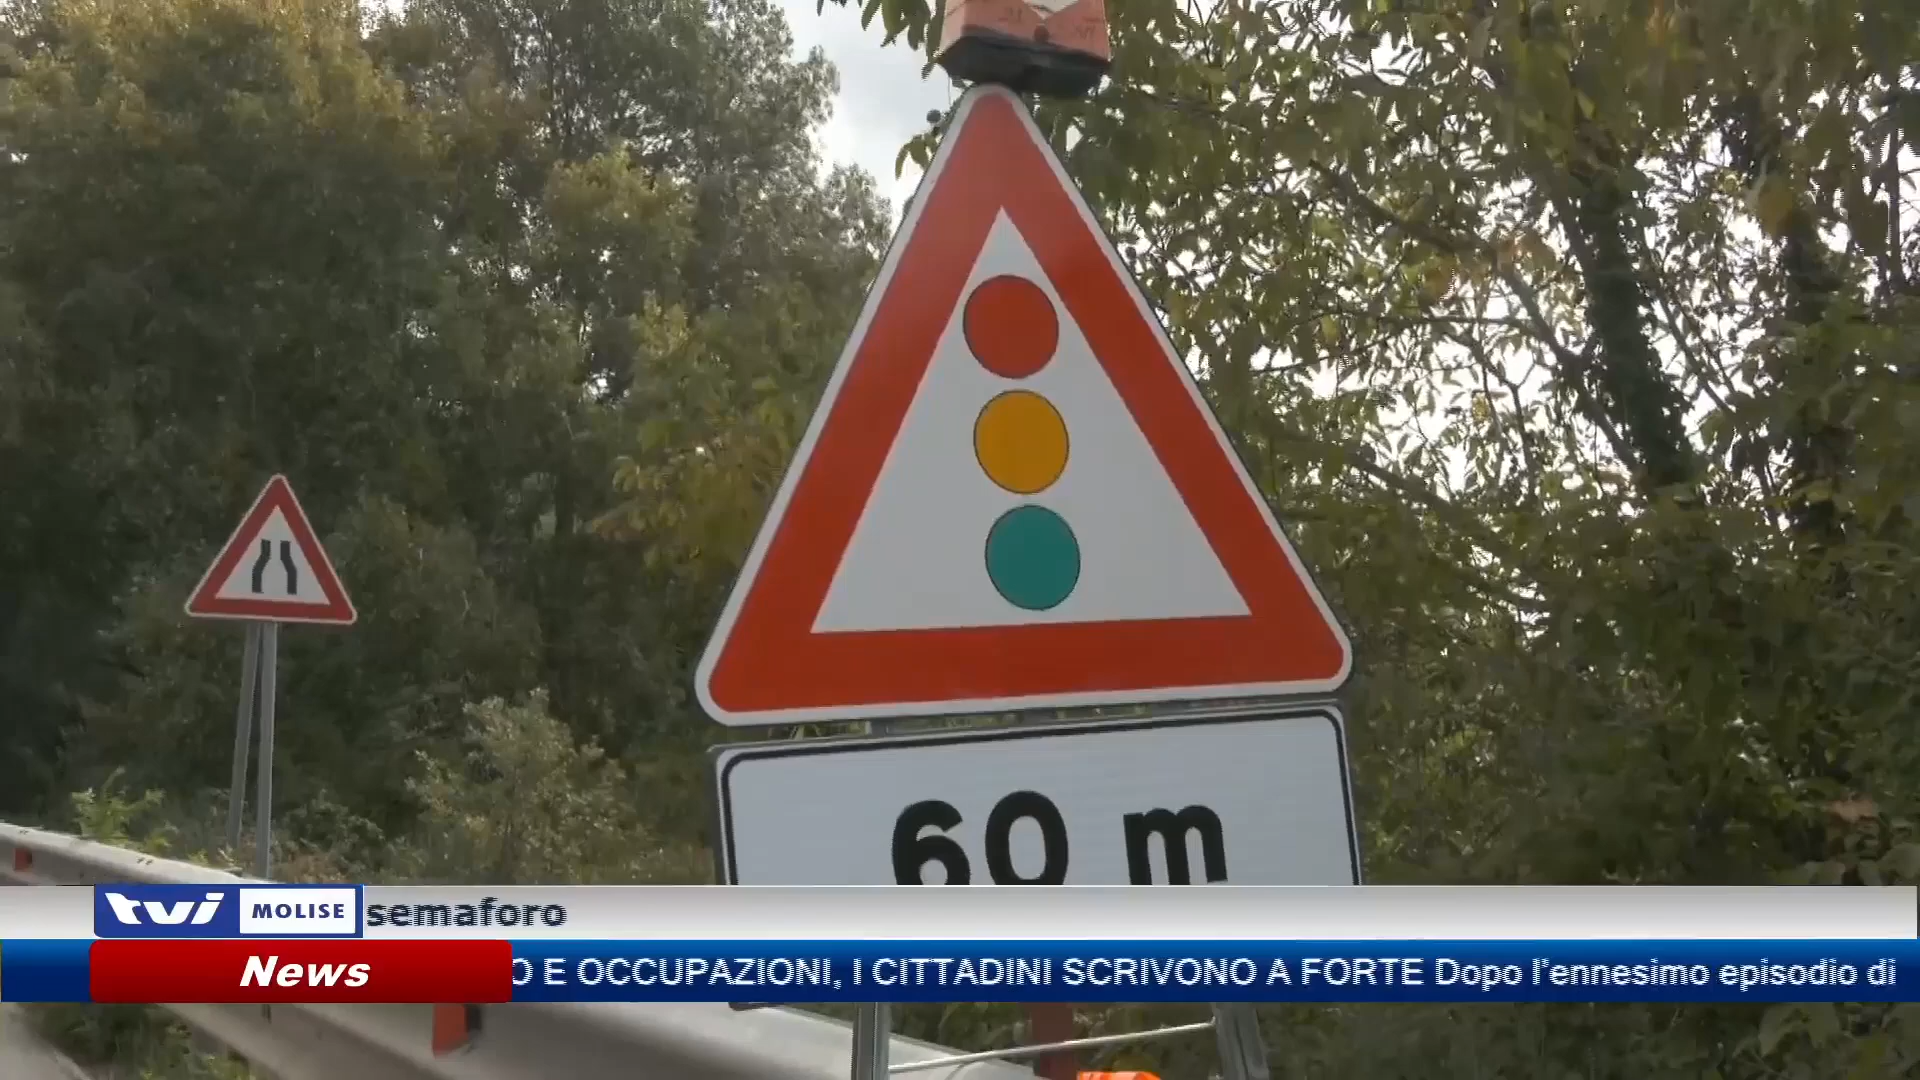 60 m
tvi MOLISE semaforo
News O E OCCUPAZIONI, I CITTADINI SCRIVONO A FORTE Dopo l'ennesimo episodio di